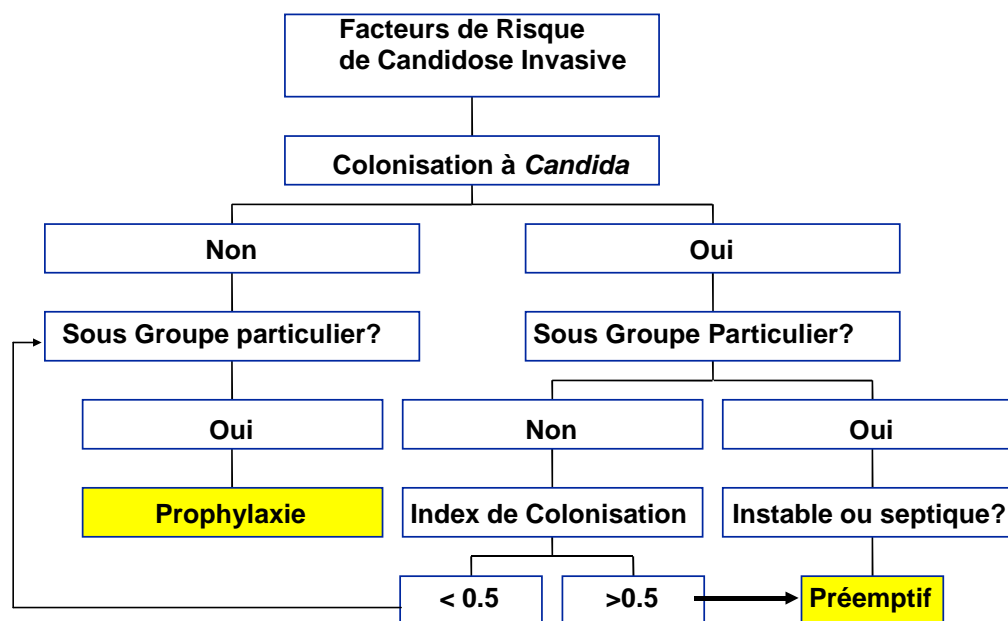 Facteurs de Risque
de Candidose Invasive
Colonisation à Candida
Non
Oui
Sous Groupe particulier?
Sous Groupe Particulier?
Oui
Non
Oui
Prophylaxie
Index de Colonisation
Instable ou septique?
< 0.5
>0.5
Préemptif